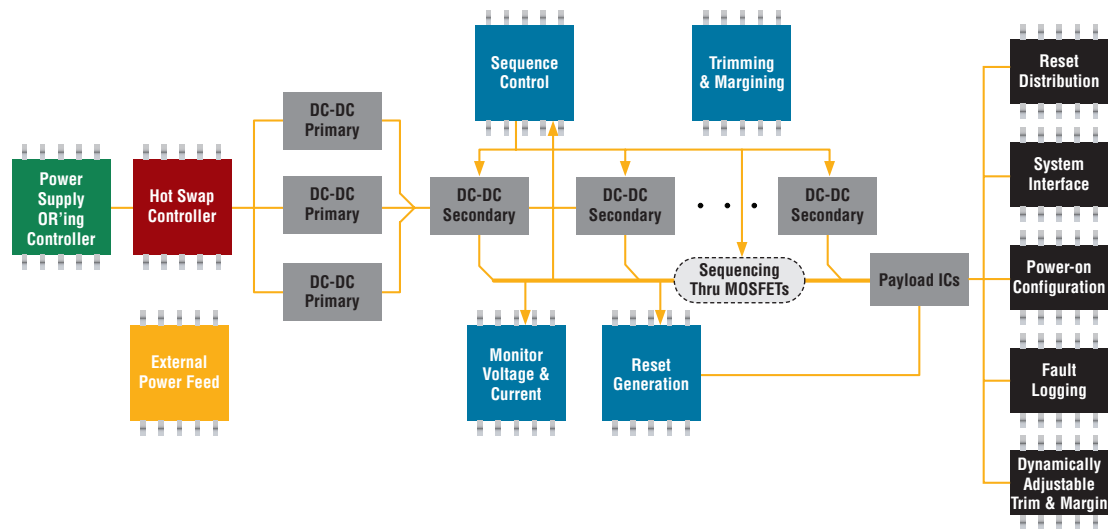 Sequence
Control
Trimming
& Margining
Reset
Distribution
DC-DC
Primary
Power
Supply
OR'ing
Controller
Hot Swap
Controller
DC-DC
Primary
DC-DC
Secondary
DC-DC
Secondary
• • •
DC-DC
Secondary
System
Interface
DC-DC
Primary
Sequencing
Thru MOSFETs
Payload ICs
Power-on
Configuration
External
Power Feed
Monitor
Voltage &
Current
Reset
Generation
Fault
Logging
Dynamically
Adjustable
Trim & Margin